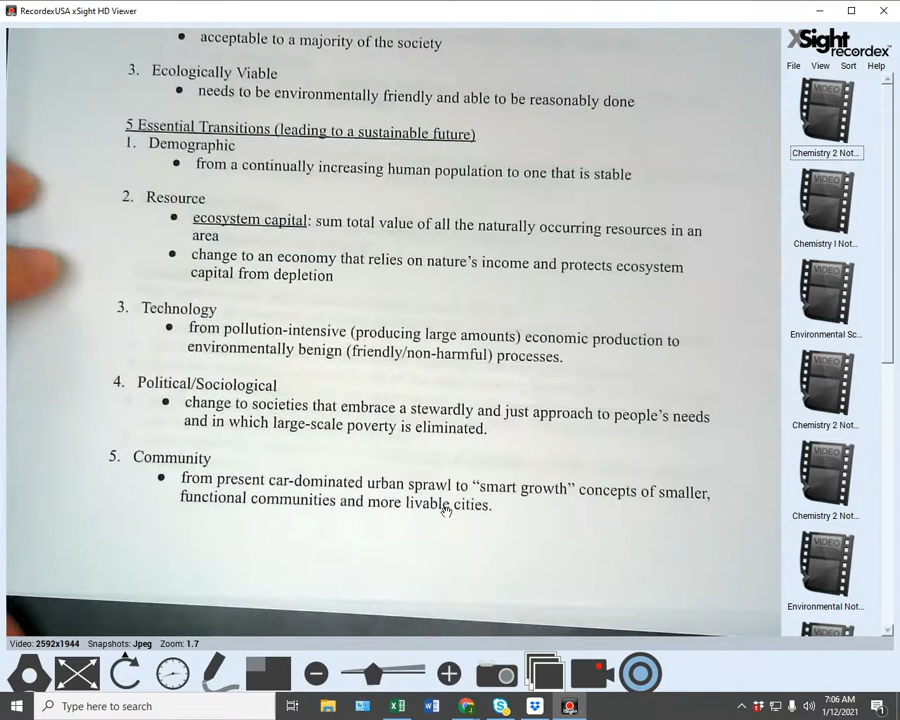 RecordexUSA xSight HD Viewer
• acceptable to a majority of the society
3. Ecologically Viable
• needs to be environmentally friendly and able to be reasonably done
5 Essential Transitions (leading to a sustainable future)
1. Demographic
• from a continually increasing human population to one that is stable
2. Resource
• ecosystem capital: sum total value of all the naturally occurring resources in an
area
• change to an economy that relies on nature's income and protects ecosystem
capital from depletion
3. Technology
• from pollution-intensive (producing large amounts) economic production to
environmentally benign (friendly/non-harmful) processes.
4. Political/Sociological
• change to societies that embrace a stewardly and just approach to people's needs
and in which large-scale poverty is eliminated.
5. Community
• from present car-dominated urban sprawl to “smart growth” concepts of smaller,
functional communities and more livable cities.
XSight
recordex
File View Sort Help
VIDEO
Chemistry 2 Not...
VIDEO
Chemistry I Not...
VIDEO
Environmental Sc...
VIDEO
Chemistry 2 Not...
VIDEO
Chemistry 2 Not...
VIDEO
Environmental Not...
VIDEO
Video: 2592x1944 Snapshots: Jpeg Zoom: 1.7
Type here to search
7:06 AM
1/12/2021
1